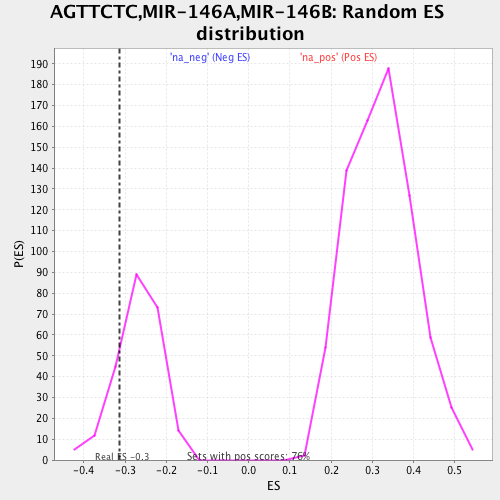 AGTTCTC,MIR-146A,MIR-146B: Random ES
distribution
'na_neg' (Neg ES)
'na_pos' (Pos ES)
P(ES)
190
180
170
160
150
140
130
120
110
100
90
80
70
60
50
40
30
20
10
0
Real ES -0.3
Sets with pos scores: 76%
-0.4 -0.3 -0.2 -0.1 0.0 0.1 0.2 0.3 0.4 0.5
ES